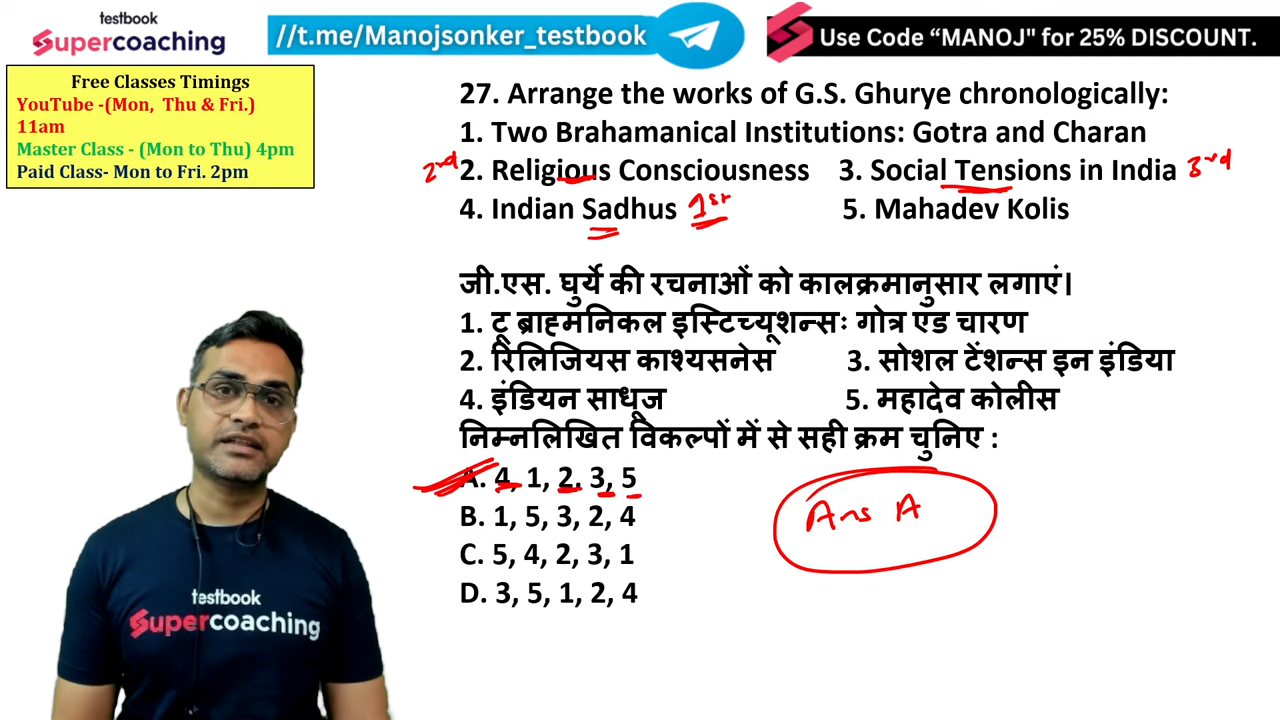 testbook
Supercoaching
//t.me/Manojsonker_testbook
Use Code “MANOJ" for 25% DISCOUNT.
Free Classes Timings
YouTube -(Mon, Thu & Fri.)
11am
Master Class - (Mon to Thu) 4pm
Paid Class- Mon to Fri. 2pm
27. Arrange the works of G.S. Ghurye chronologically:
1. Two Brahamanical Institutions: Gotra and Charan
2nd 2. Religious Consciousness 3. Social Tensions in India 3rd
4. Indian Sadhus 1st 5. Mahadev Kolis
जी.एस. घुर्ये की रचनाओं को कालक्रमानुसार लगाएं।
1. टू ब्राह्मनिकल इस्टिच्यूशन्सः गोत्र एंड चारण
2. रिलिजियस काश्यसनेस 3. सोशल टेंशन्स इन इंडिया
4. इंडियन साधूज 5. महादेव कोलीस
निम्नलिखित विकल्पों में से सही क्रम चुनिए :
A. 4, 1, 2, 3, 5
B. 1, 5, 3, 2, 4
C. 5, 4, 2, 3, 1
D. 3, 5, 1, 2, 4
Ans A
testbook
Supercoaching